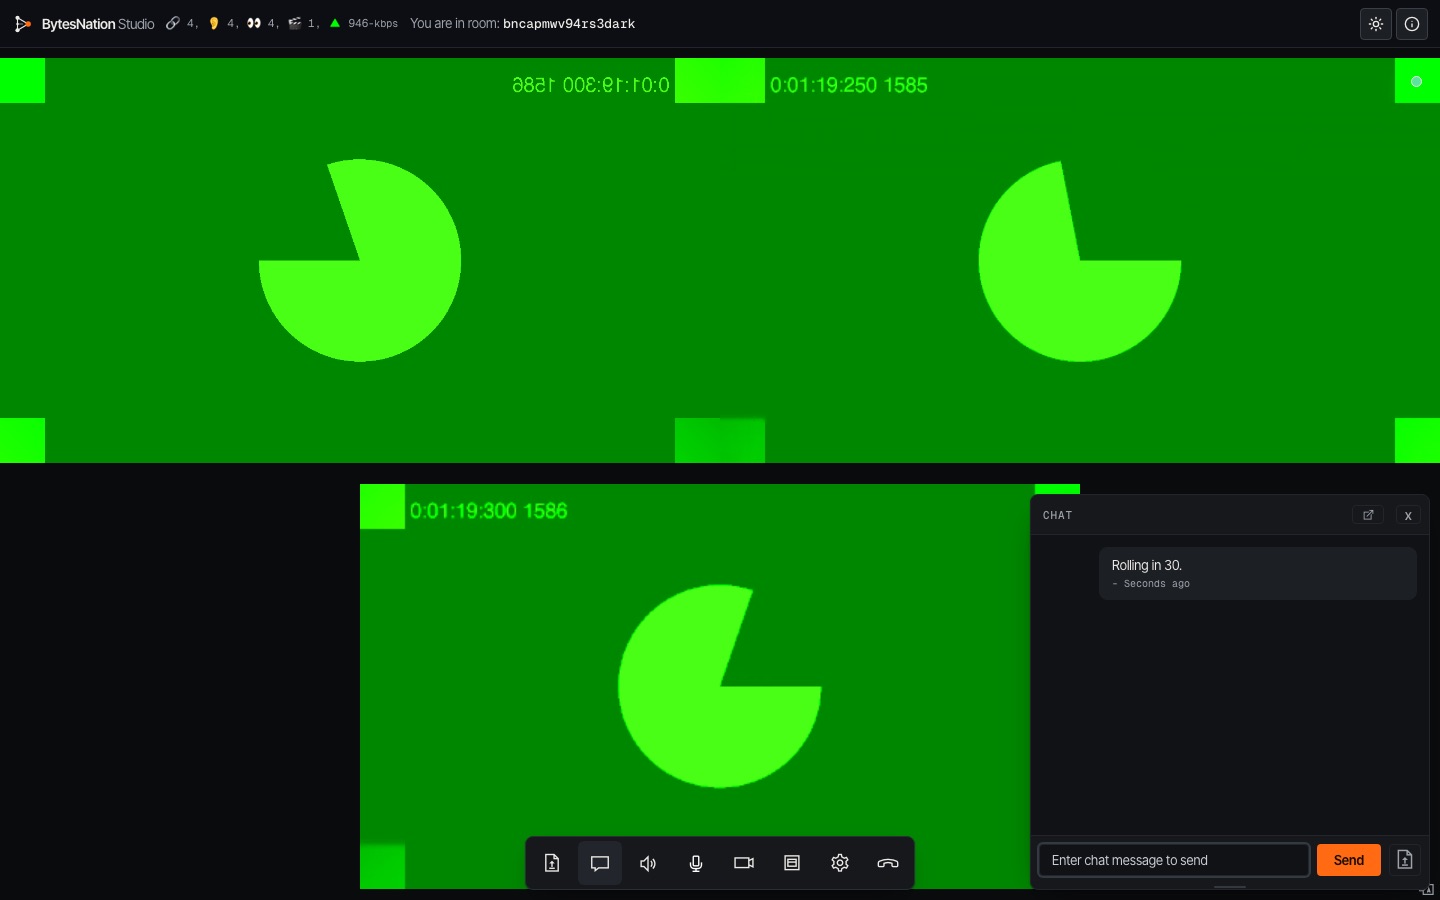 BytesNation Studio 4, 4, 4, 1, 946-kbps You are in room: bncapmwv94rs3dark
0:01:19:300 1586
0:01:19:250 1585
0:01:19:300 1586
CHAT
X
Rolling in 30.
- Seconds ago
Enter chat message to send
Send